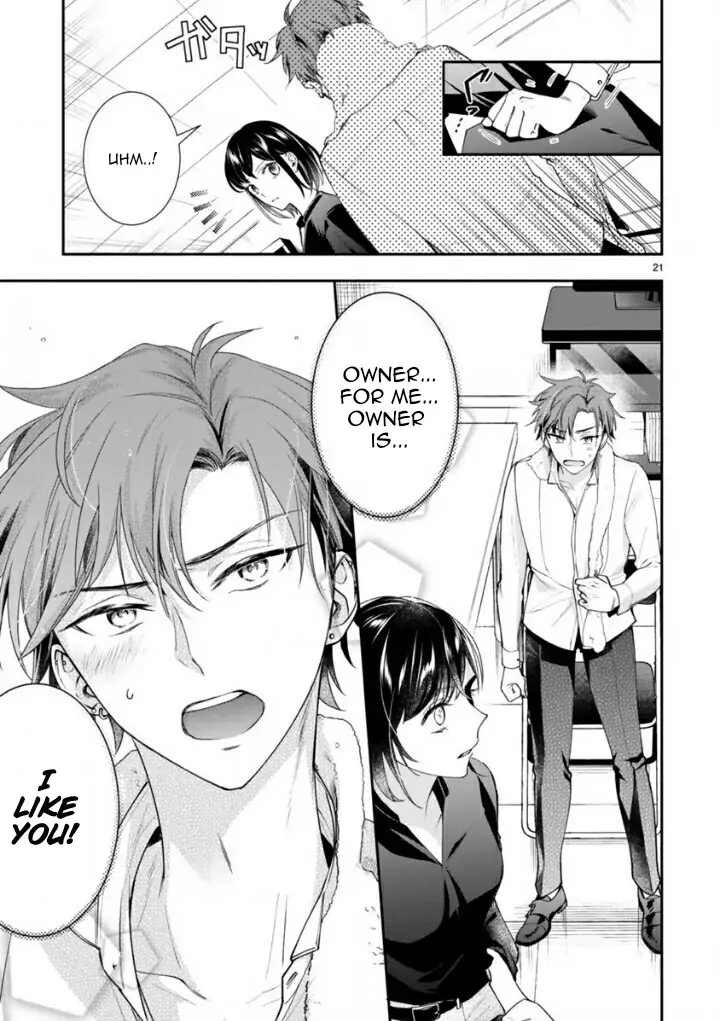 ガタッ
UHM..!
21
OWNER...
FOR ME...
OWNER
IS...
I
LIKE
YOU!